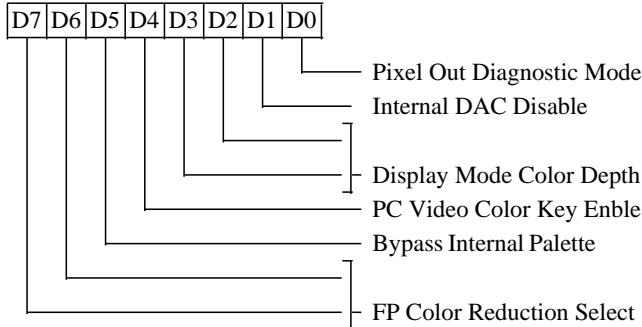 D7 D6 D5 D4 D3 D2 D1 D0
Pixel Out Diagnostic Mode
Internal DAC Disable
Display Mode Color Depth
PC Video Color Key Enble
Bypass Internal Palette
FP Color Reduction Select